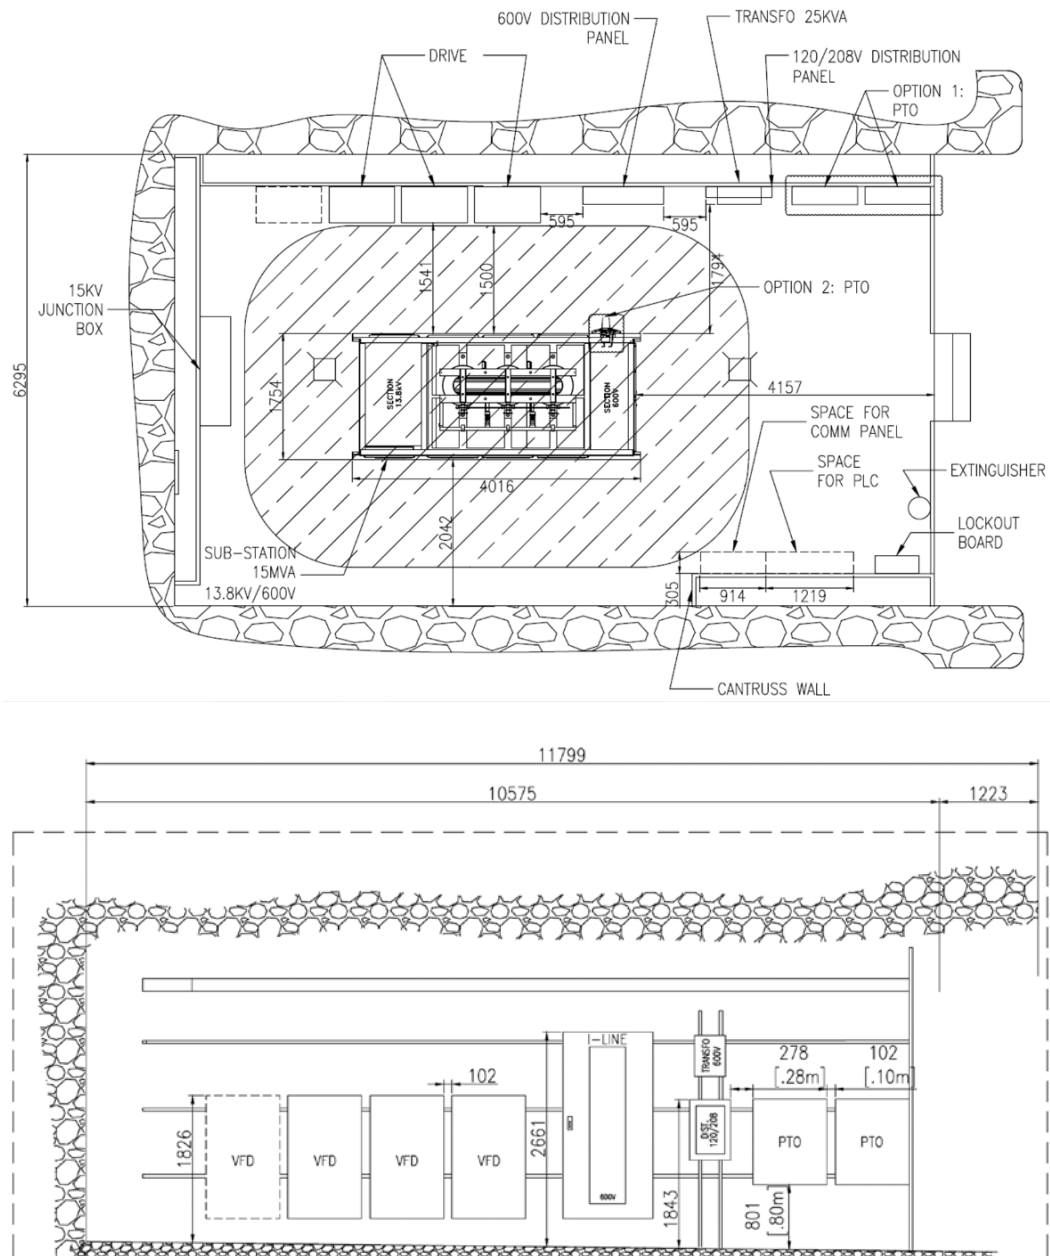 600V DISTRIBUTION
PANEL
TRANSFO 25KVA
DRIVE
120/208V DISTRIBUTION
PANEL
OPTION 1:
PTO
595
595
1541
1500
1794
15KV
JUNCTION
BOX
OPTION 2: PTO
6295
1754
SECTION
13.8kV
SECTION
600V
4157
SPACE FOR
COMM PANEL
SPACE
FOR PLC
EXTINGUISHER
4016
2042
LOCKOUT
BOARD
SUB-STATION
15MVA
13.8KV/600V
305
914
1219
CANTRUSS WALL
11799
10575
1223
I-LINE
TRANSFO
600V
278
[.28m]
102
[.10m]
102
1826
VFD
VFD
VFD
VFD
2661
600V
DIST.
120/208
1843
PTO
PTO
801
[.80m]